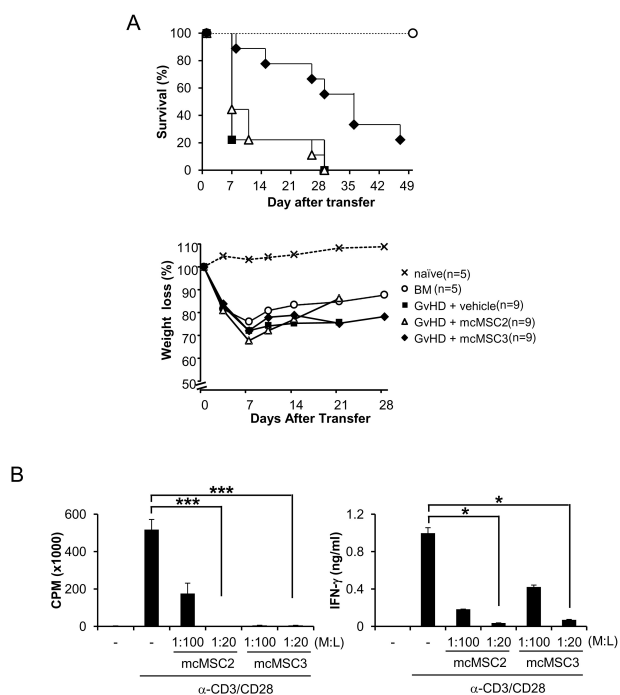 A
Survival (%)
100
80
60
40
20
0
0 7 14 21 28 35 42 49
Day after transfer
Weight loss (%)
110
100
90
80
70
60
50
0 7 14 21 28
Days After Transfer
naïve(n=5)
BM (n=5)
GvHD + vehicle(n=9)
GvHD + mcMSC2(n=9)
GvHD + mcMSC3(n=9)
B
CPM (x1000)
600
400
200
0
***
***
- - 1:100 1:20 1:100 1:20 (M:L)
mcMSC2 mcMSC3
α-CD3/CD28
IFN-γ (ng/ml)
1.2
0.8
0.4
0
*
*
- - 1:100 1:20 1:100 1:20 (M:L)
mcMSC2 mcMSC3
α-CD3/CD28